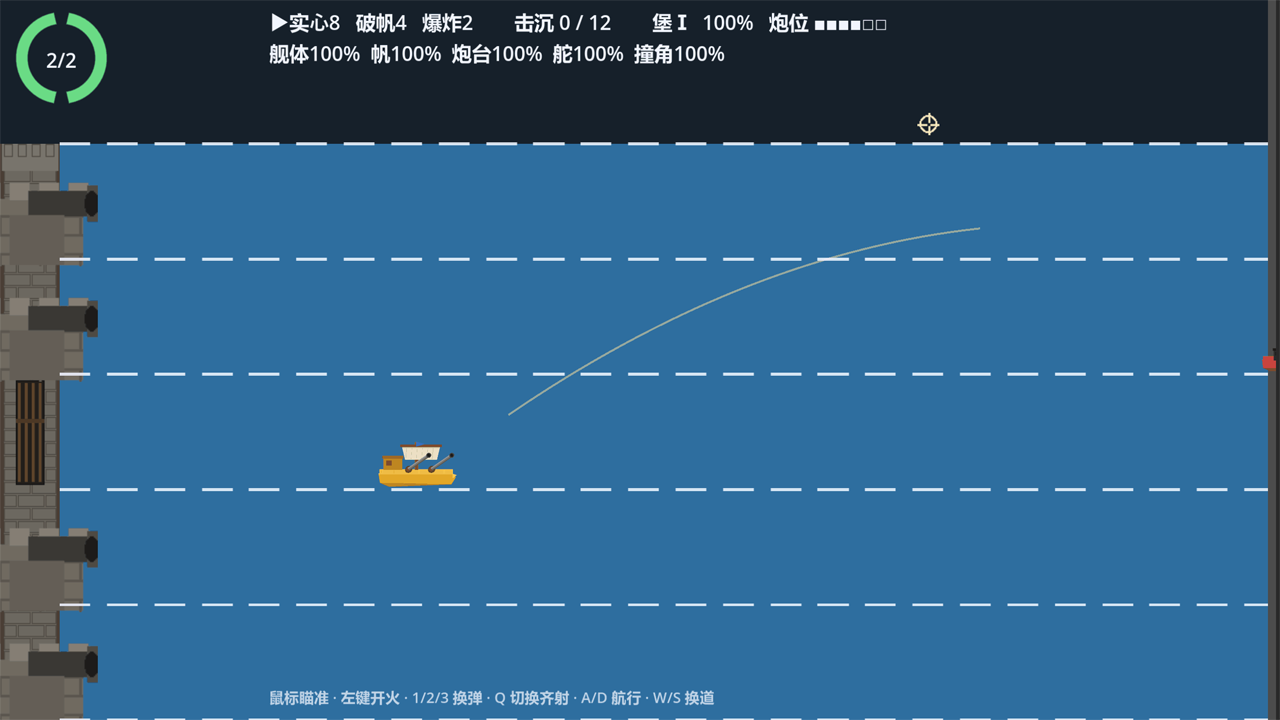 ▶实心8 破帆4 爆炸2 击沉 0 / 12 堡Ⅰ 100% 炮位 ■■■■□□
舰体100% 帆100% 炮台100% 舵100% 撞角100%
2/2
鼠标瞄准 · 左键开火 · 1/2/3 换弹 · Q 切换齐射 · A/D 航行 · W/S 换道